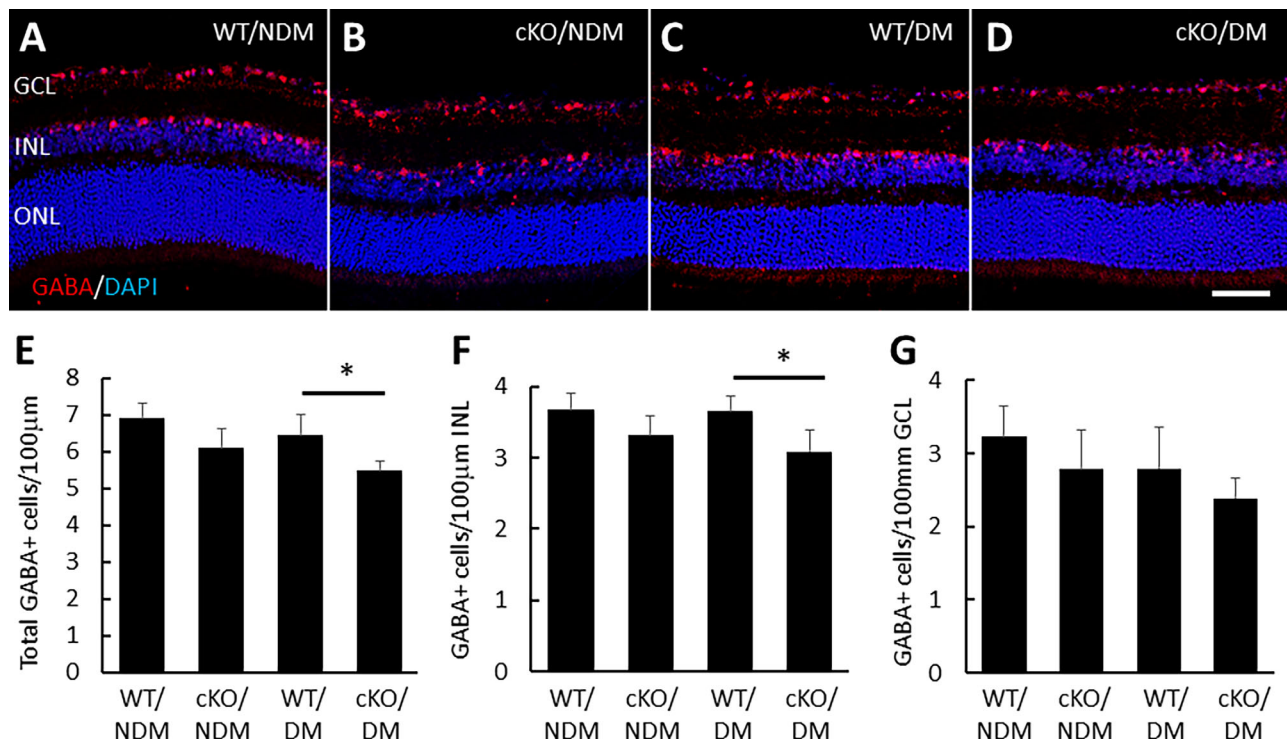 A WT/NDM
B cKO/NDM
C WT/DM
D cKO/DM
GCL
INL
ONL
GABA/DAPI
E
Total GABA+ cells/100µm
8
7
6
5
4
3
2
1
0
*
WT/ cKO/ WT/ cKO/
NDM NDM DM DM
F
GABA+ cells/100µm INL
4
3
2
1
0
*
WT/ cKO/ WT/ cKO/
NDM NDM DM DM
G
GABA+ cells/100mm GCL
4
3
2
1
0
WT/ cKO/ WT/ cKO/
NDM NDM DM DM